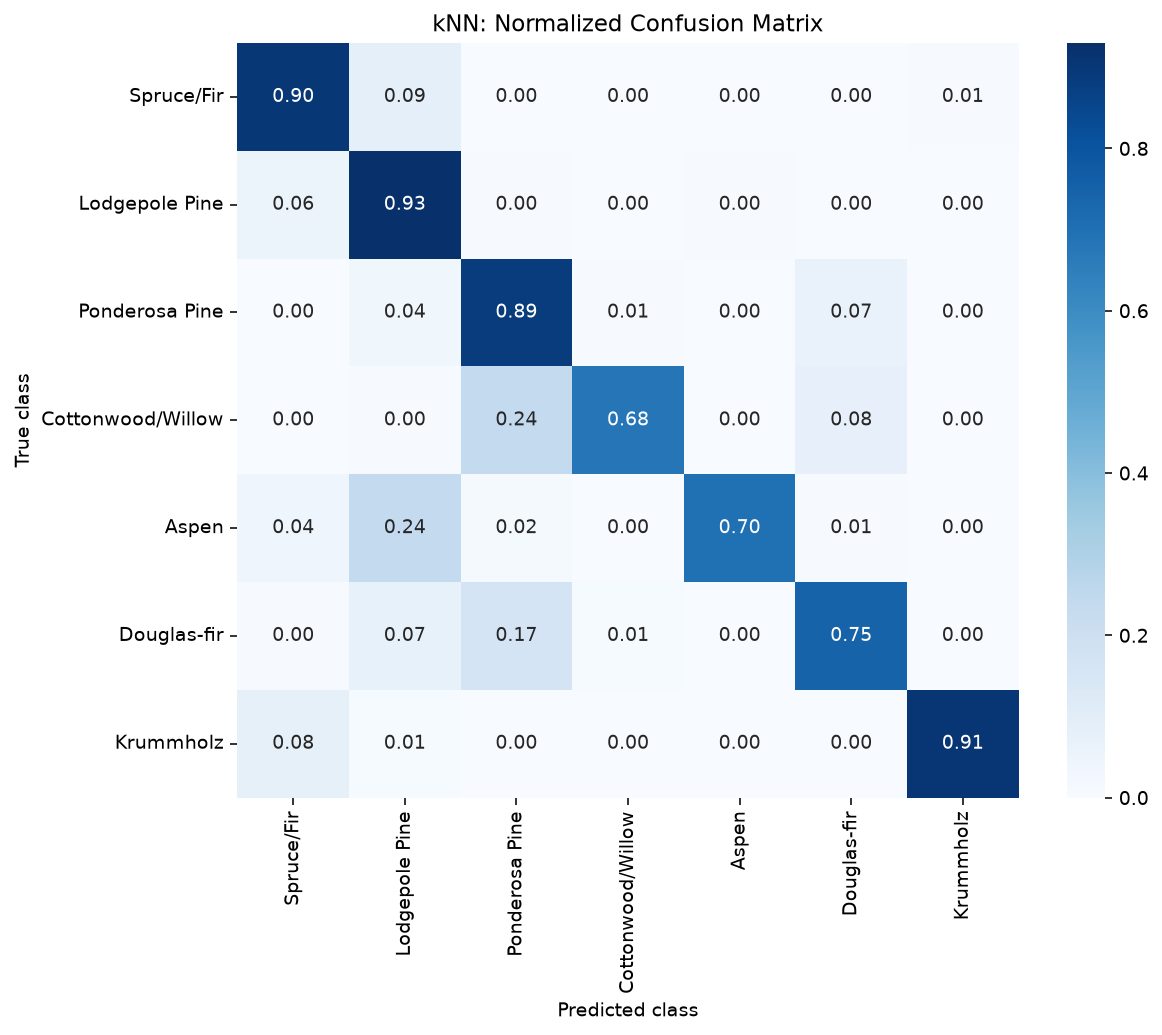 kNN: Normalized Confusion Matrix
Spruce/Fir 0.90 0.09 0.00 0.00 0.00 0.00 0.01
Lodgepole Pine 0.06 0.93 0.00 0.00 0.00 0.00 0.00
Ponderosa Pine 0.00 0.04 0.89 0.01 0.00 0.07 0.00
Cottonwood/Willow 0.00 0.00 0.24 0.68 0.00 0.08 0.00
Aspen 0.04 0.24 0.02 0.00 0.70 0.01 0.00
Douglas-fir 0.00 0.07 0.17 0.01 0.00 0.75 0.00
Krummholz 0.08 0.01 0.00 0.00 0.00 0.00 0.91
True class
Spruce/Fir
Lodgepole Pine
Ponderosa Pine
Cottonwood/Willow
Aspen
Douglas-fir
Krummholz
Predicted class
0.8
0.6
0.4
0.2
0.0